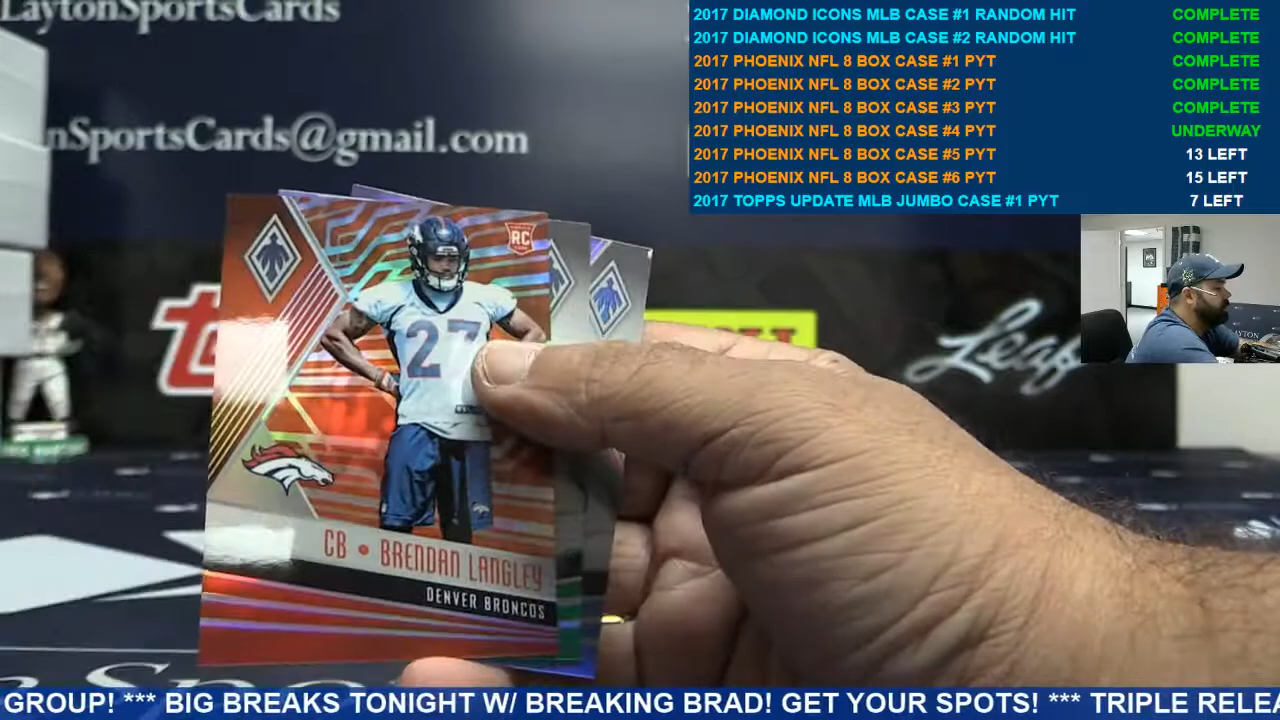 LaytonSportsCards
nSportsCards@gmail.com
2017 DIAMOND ICONS MLB CASE #1 RANDOM HIT COMPLETE
2017 DIAMOND ICONS MLB CASE #2 RANDOM HIT COMPLETE
2017 PHOENIX NFL 8 BOX CASE #1 PYT COMPLETE
2017 PHOENIX NFL 8 BOX CASE #2 PYT COMPLETE
2017 PHOENIX NFL 8 BOX CASE #3 PYT COMPLETE
2017 PHOENIX NFL 8 BOX CASE #4 PYT UNDERWAY
2017 PHOENIX NFL 8 BOX CASE #5 PYT 13 LEFT
2017 PHOENIX NFL 8 BOX CASE #6 PYT 15 LEFT
2017 TOPPS UPDATE MLB JUMBO CASE #1 PYT 7 LEFT
RC
27
Leaf
CB • BRENDAN LANGLEY
DENVER BRONCOS
GROUP! *** BIG BREAKS TONIGHT W/ BREAKING BRAD! GET YOUR SPOTS! *** TRIPLE RELEA